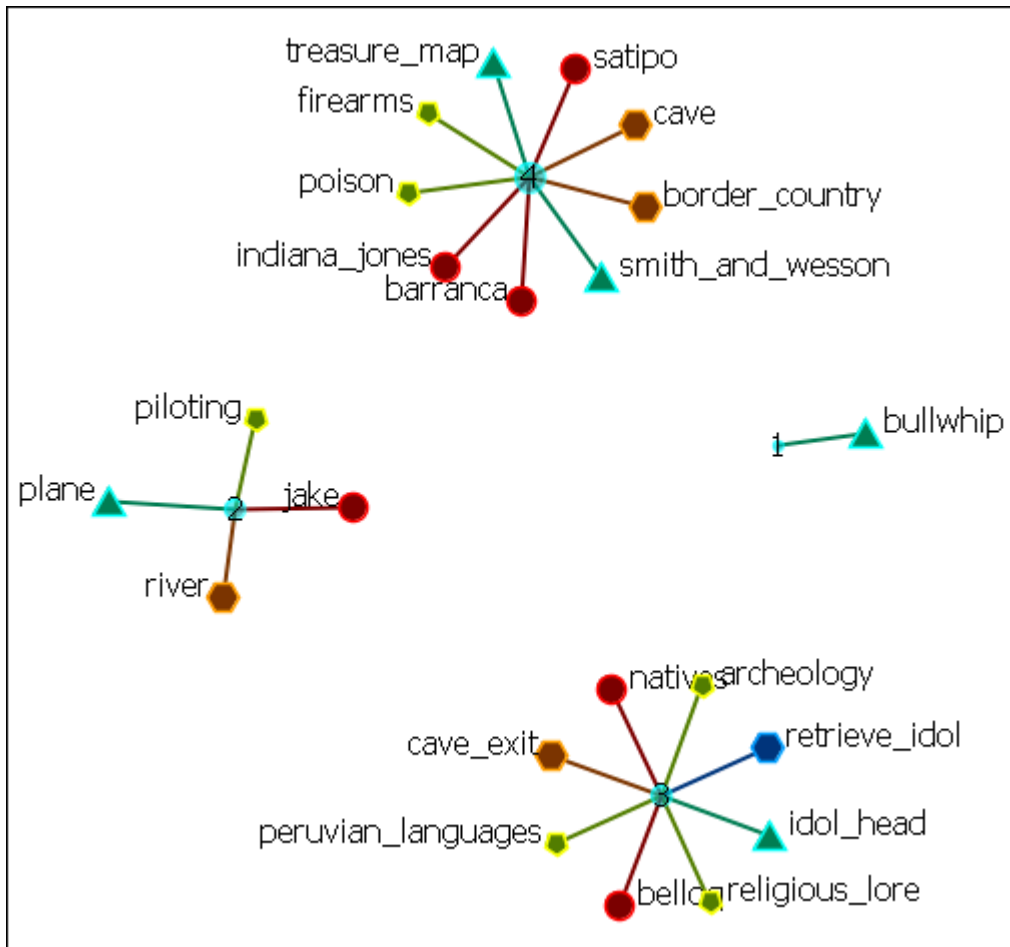 treasure_map
satipo
firearms
cave
4
poison
border_country
indiana_jones
smith_and_wesson
barranca
piloting
bullwhip
1
plane
jake
2
river
natives
archeology
cave_exit
retrieve_idol
3
peruvian_languages
idol_head
belloq
religious_lore